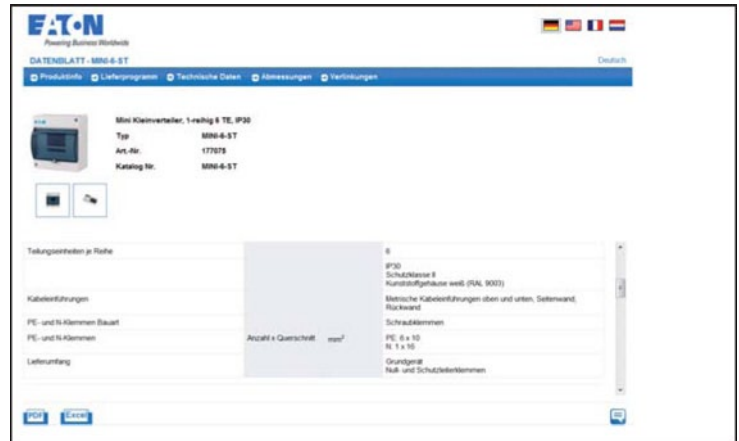 EATON
Powering Business Worldwide
DATENBLATT - MINI-6-ST
Deutsch
Produktinfo Lieferprogramm Technische Daten Abmessungen Verlinkungen
Mini Kleinverteiler, 1-reihig 6 TE, IP30
Typ MINI-6-ST
Art.-Nr. 177075
Katalog Nr. MINI-6-ST
Teilungseinheiten je Reihe 6
IP30
Schutzklasse II
Kunststoffgehäuse weiß (RAL 9003)
Kabeleinführungen Metrische Kabeleinführungen oben und unten, Seitenwand,
Rückwand
PE- und N-Klemmen Bauart Schraubklemmen
PE- und N-Klemmen Anzahl x Querschnitt mm² PE: 6 x 10
N: 1 x 16
Lieferumfang Grundgerät
Null- und Schutzleiterklemmen
PDF Excel